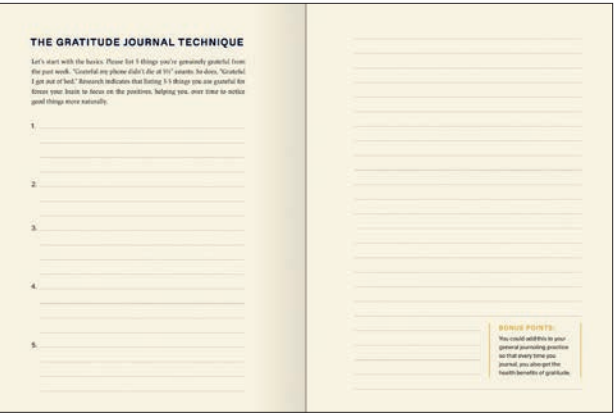 THE GRATITUDE JOURNAL TECHNIQUE
Let's start with the basics. Please list 5 things you're genuinely grateful from
the past week. "Grateful my phone didn't die at 5%" counts. So does, "Grateful
I got out of bed." Research indicates that listing 3-5 things you are grateful for
forces your brain to focus on the positives, helping you, over time to notice
good things more naturally.
1.
2.
3.
4.
5.
BONUS POINTS:
You could add this to your
general journaling practice
so that every time you
journal, you also get the
health benefits of gratitude.